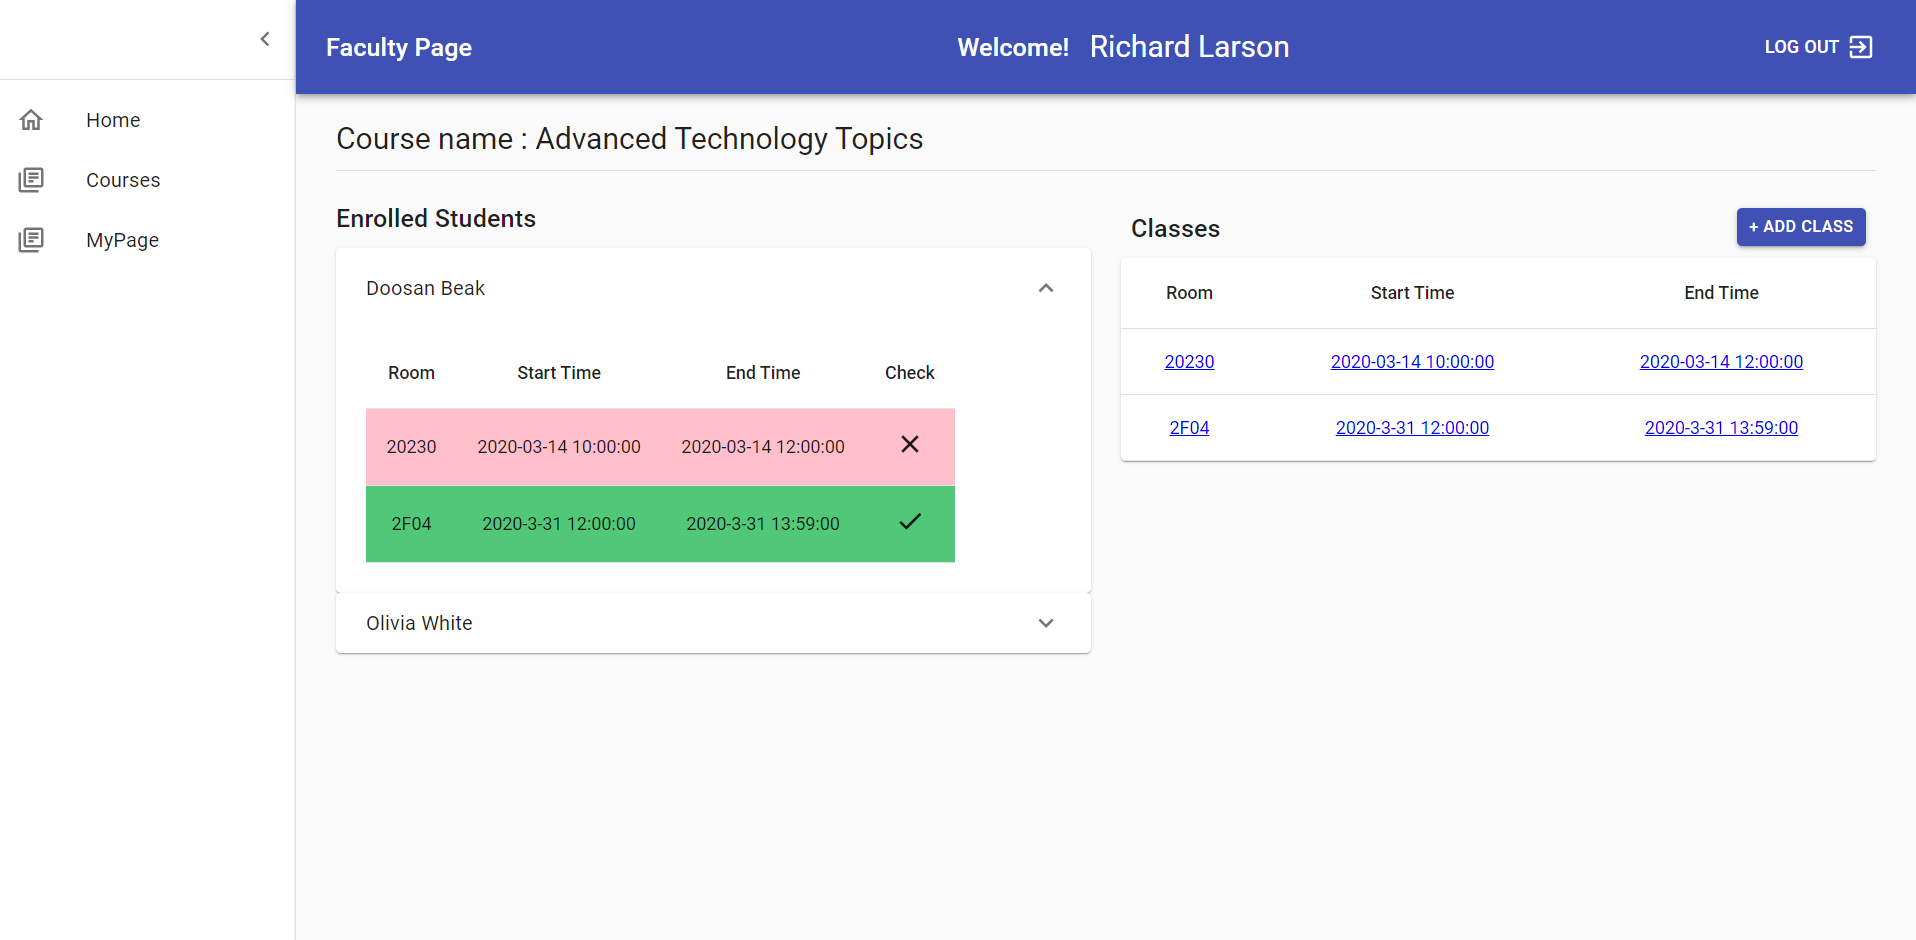 Faculty Page
Welcome! Richard Larson
LOG OUT
Home
Courses
MyPage
Course name : Advanced Technology Topics
Enrolled Students
Doosan Beak
Room Start Time End Time Check
20230 2020-03-14 10:00:00 2020-03-14 12:00:00
2F04 2020-3-31 12:00:00 2020-3-31 13:59:00
Olivia White
Classes
+ ADD CLASS
Room Start Time End Time
20230 2020-03-14 10:00:00 2020-03-14 12:00:00
2F04 2020-3-31 12:00:00 2020-3-31 13:59:00